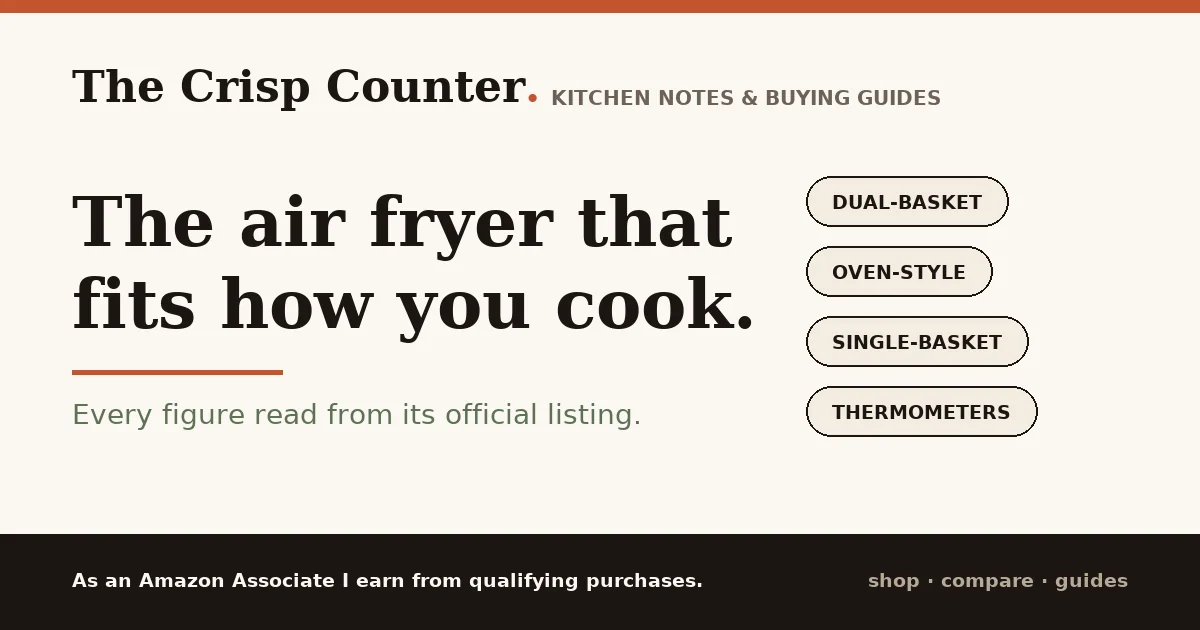 The Crisp Counter. KITCHEN NOTES & BUYING GUIDES
The air fryer that
fits how you cook.
Every figure read from its official listing.
DUAL-BASKET
OVEN-STYLE
SINGLE-BASKET
THERMOMETERS
As an Amazon Associate I earn from qualifying purchases.
shop · compare · guides